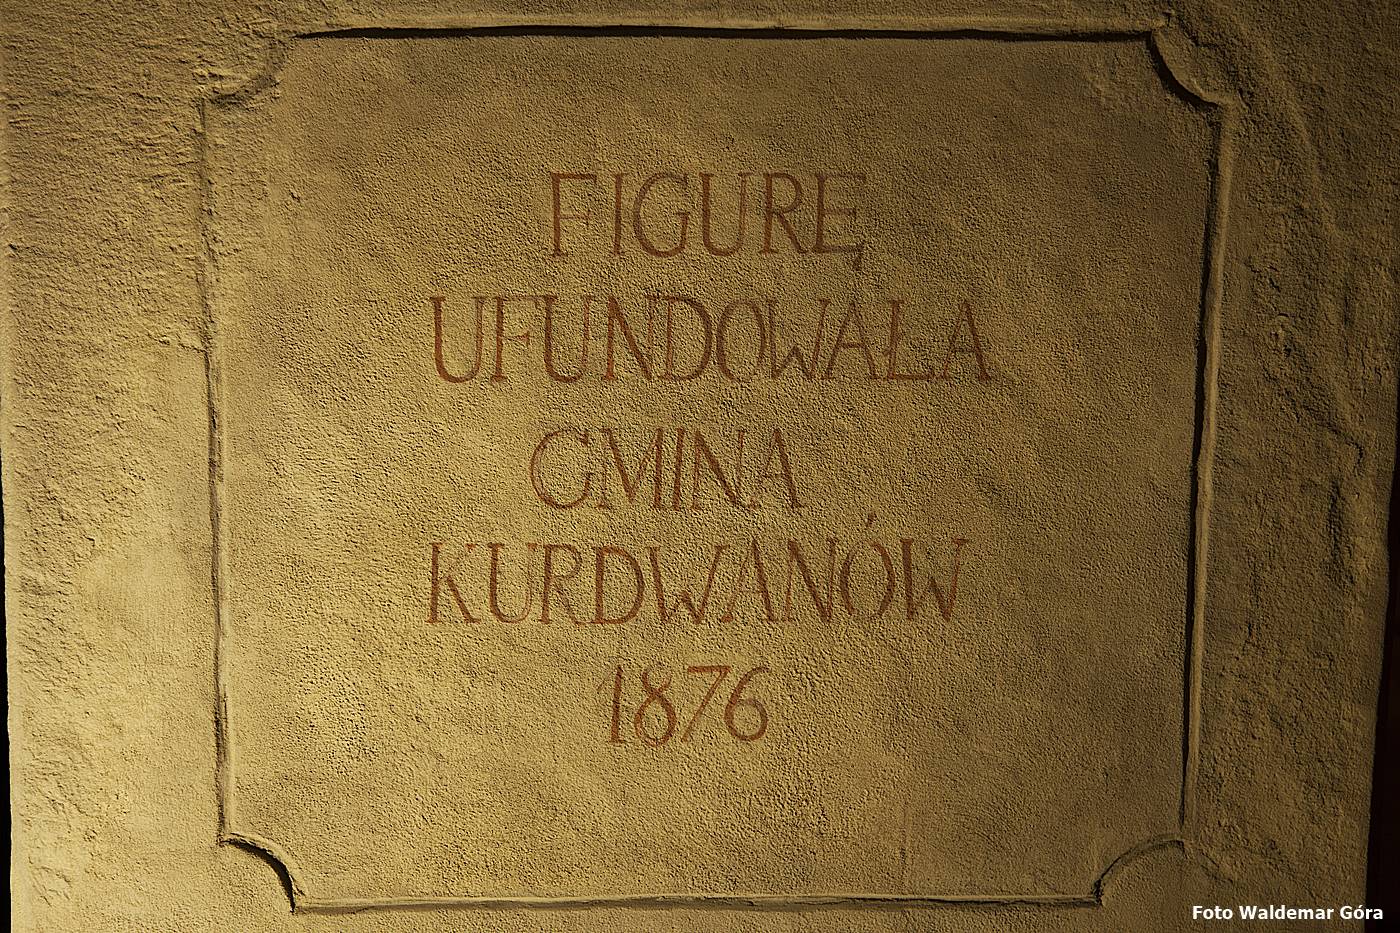 FIGURĘ
UFUNDOWAŁA
GMINA
KURDWANÓW
1876
Foto Waldemar Góra